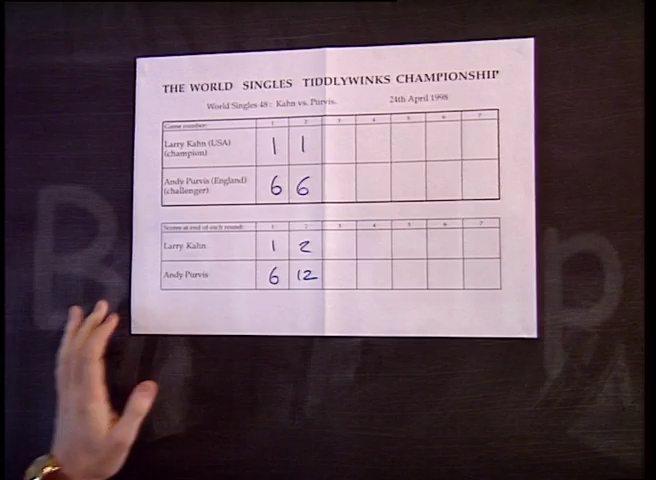 THE WORLD SINGLES TIDDLYWINKS CHAMPIONSHIP
World Singles 48: Kahn vs. Purvis. 24th April 1998
Game number: 1 2 3 4 5 6 7
Larry Kahn (USA) 1 1
(champion)
Andy Purvis (England) 6 6
(challenger)
Scores at end of each round: 1 2 3 4 5 6 7
Larry Kahn 1 2
Andy Purvis 6 12